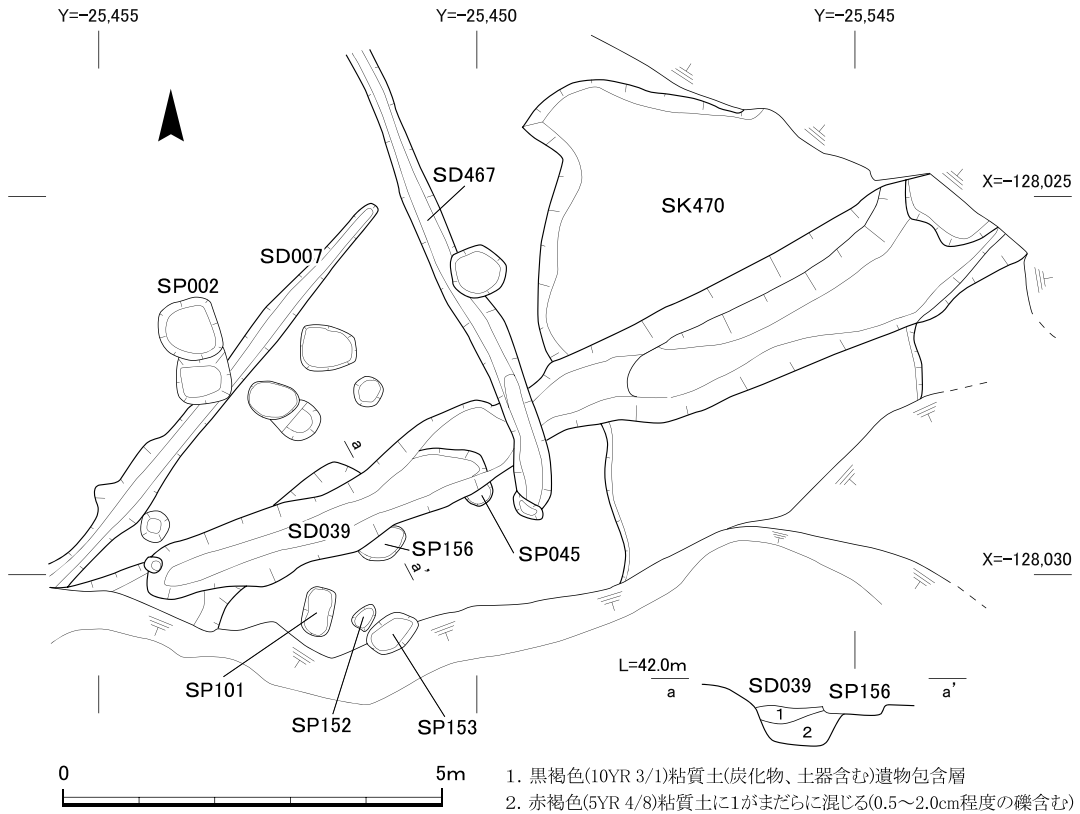 Y=-25,455
Y=-25,450
Y=-25,545
X=-128,025
SD467
SK470
SD007
SP002
a
SD039
SP156
SP045
a'
X=-128,030
SP101
SP152
SP153
L=42.0m
a
SD039
SP156
a'
1
2
0
5m
1. 黒褐色(10YR 3/1)粘質土(炭化物、土器含む)遺物包含層
2. 赤褐色(5YR 4/8)粘質土に1がまだらに混じる(0.5～2.0cm程度の礫含む)